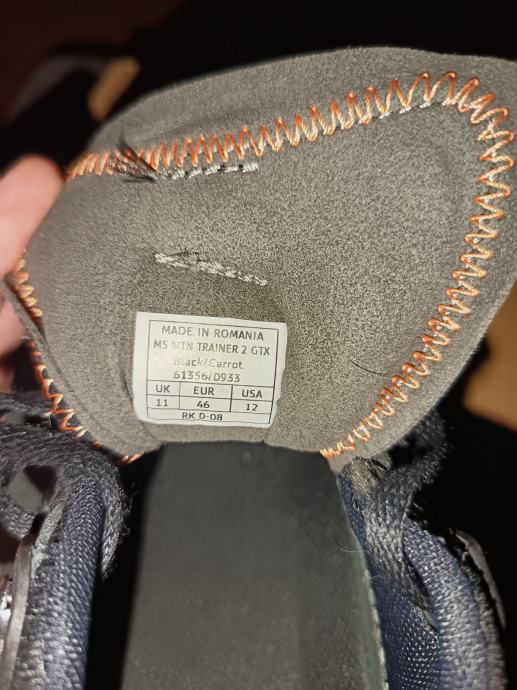 MADE IN ROMANIA
MS MTN TRAINER 2 GTX
Black/Carrot
61356/0933
UK EUR USA
11 46 12
RK D-08